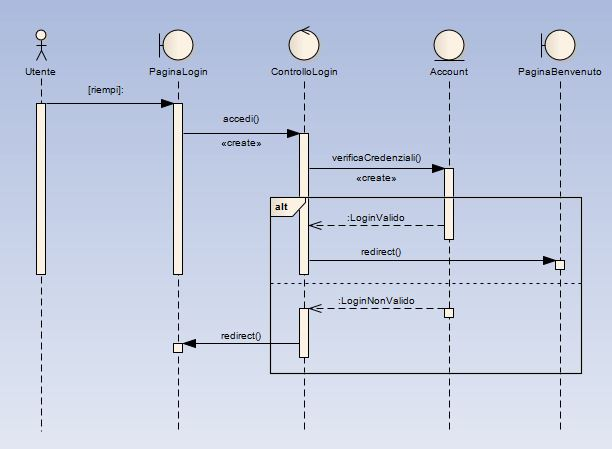 Utente
PaginaLogin
ControlloLogin
Account
PaginaBenvenuto
[riempi]:
accedi()
«create»
verificaCredenziali()
«create»
alt
:LoginValido
redirect()
:LoginNonValido
redirect()